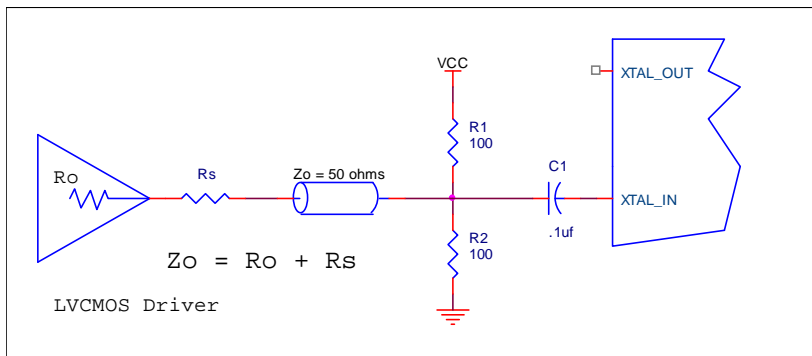 VCC
XTAL_OUT
R1
100
Ro
Rs
Zo = 50 ohms
C1
XTAL_IN
.1uf
R2
100
Zo = Ro + Rs
LVCMOS Driver